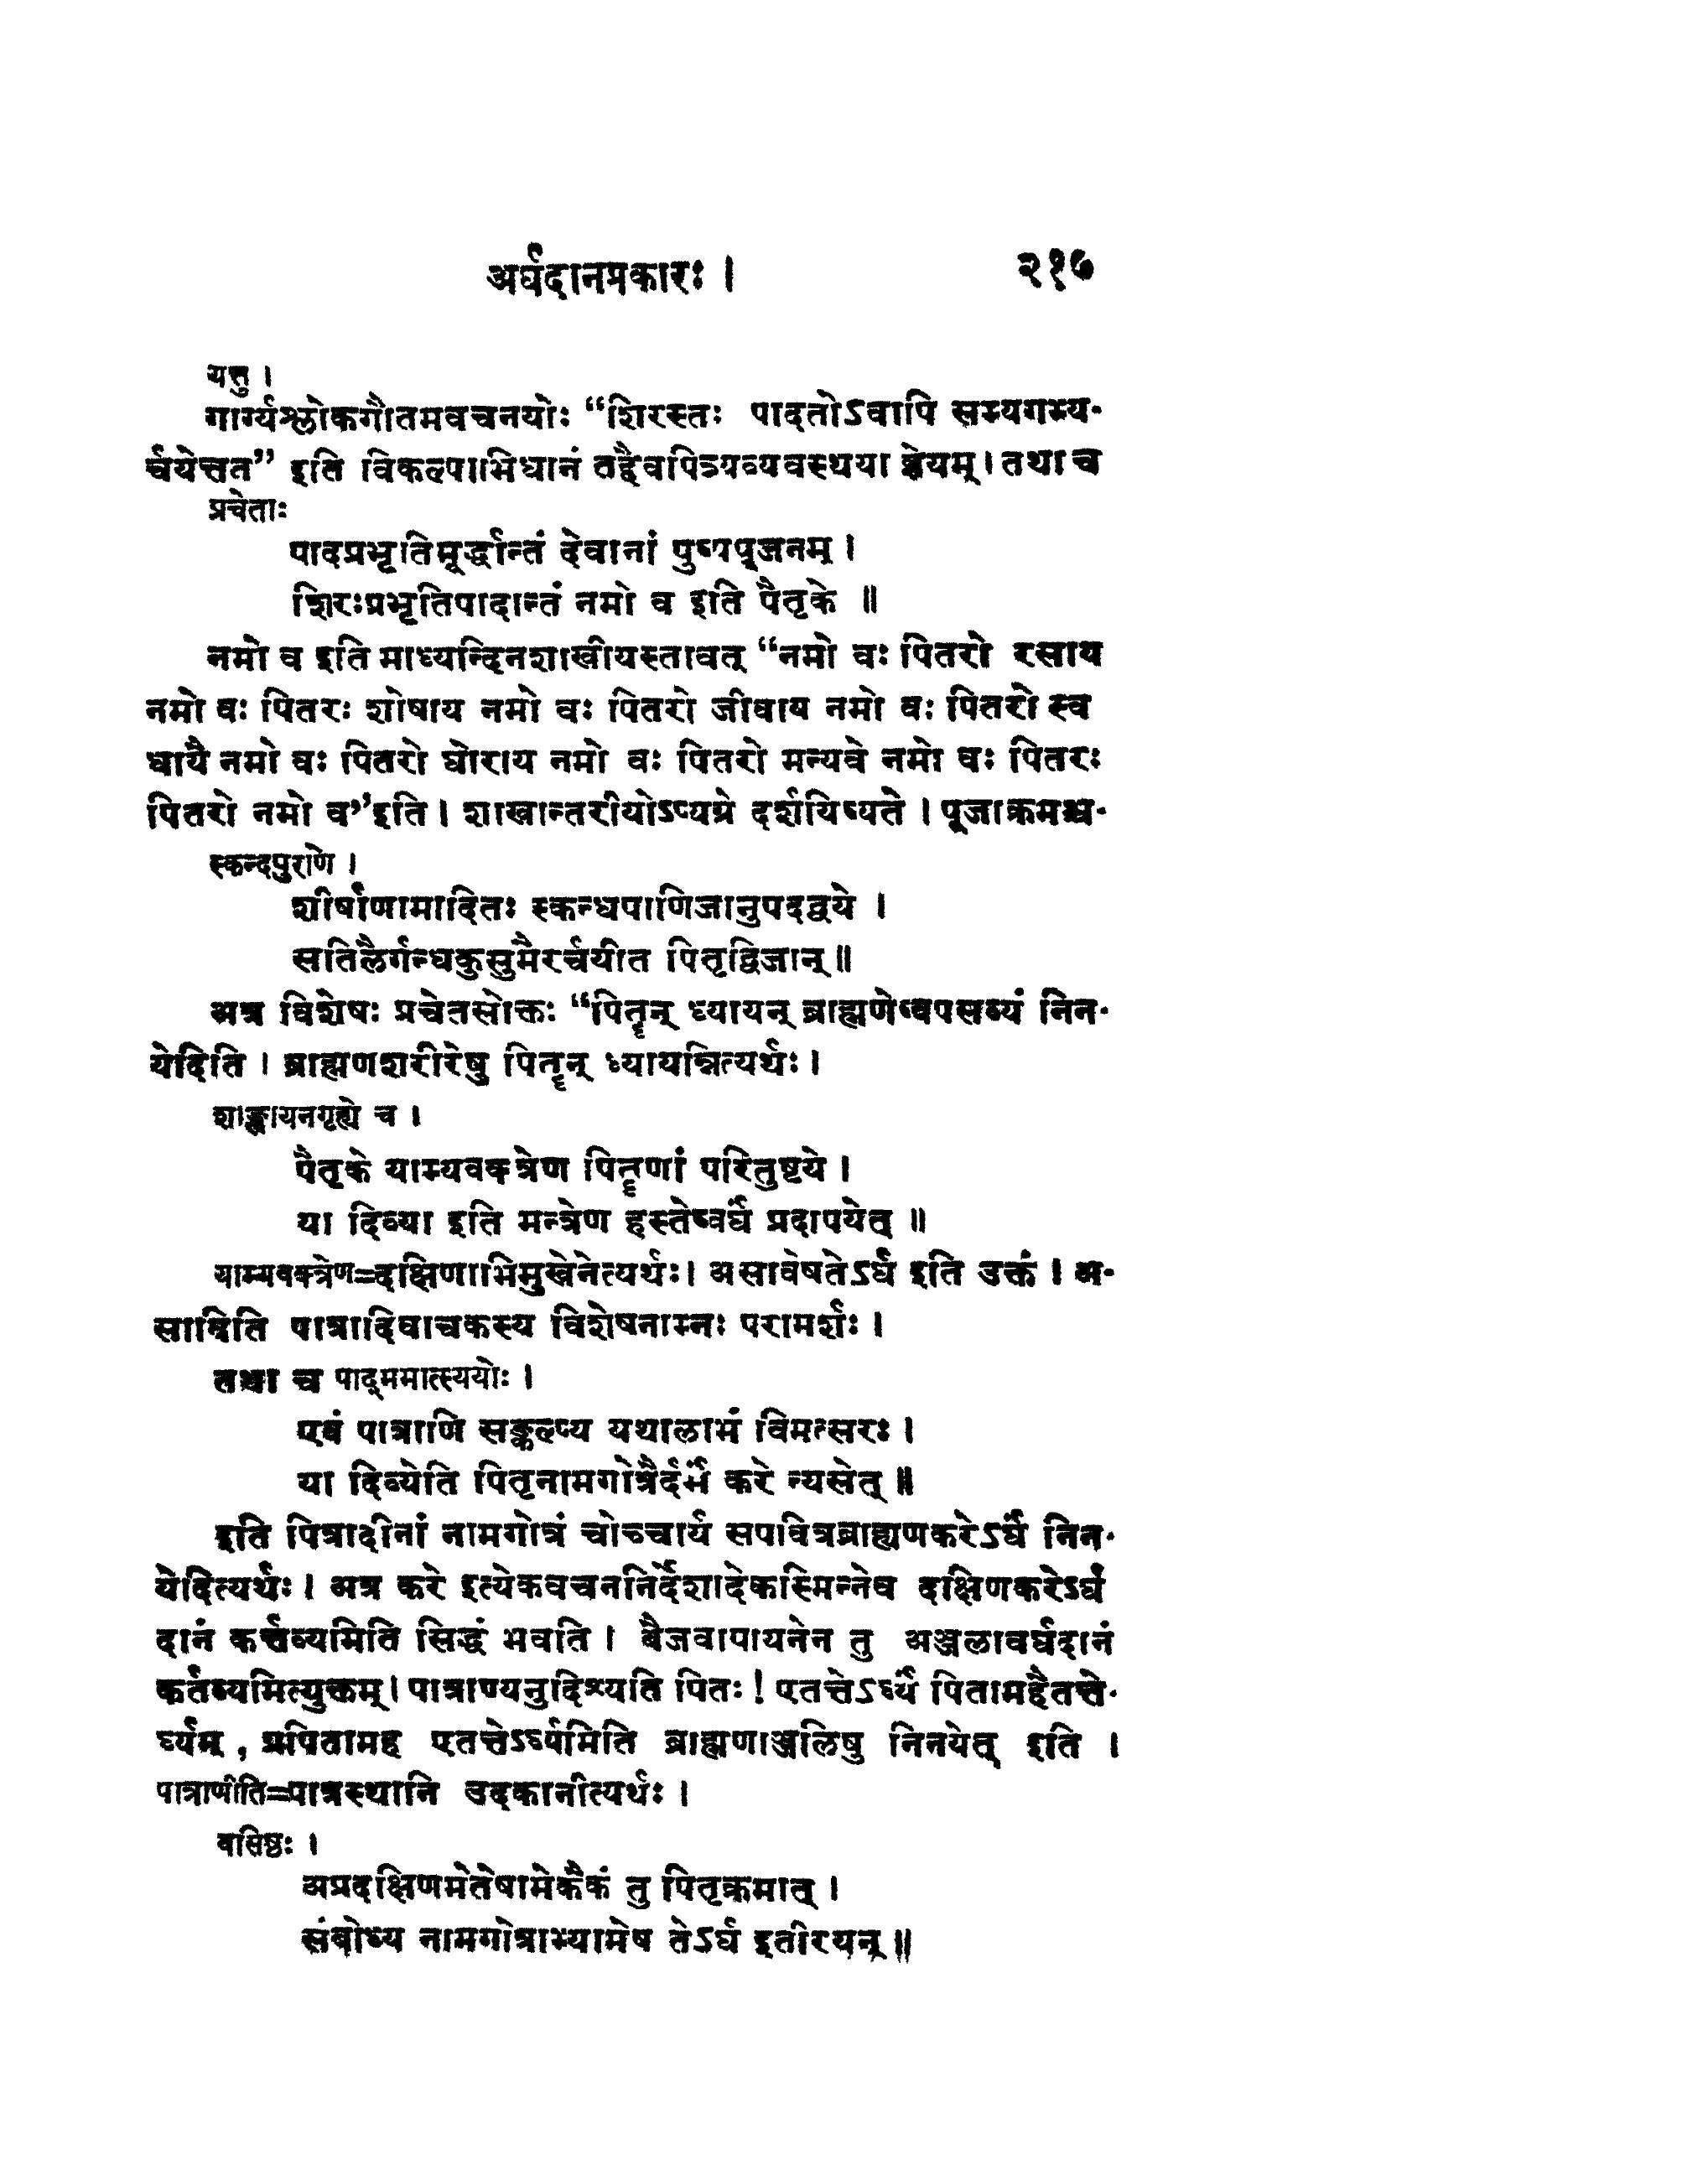 अर्घदानप्रकारः । २१७
यत्तु ।
गार्ग्यश्लोकगौतमवचनयोः “शिरस्तः पादतोऽवापि सम्यगभ्य-
र्चयेत्तत” इति विकल्पाभिधानं तद्दैवपित्र्यव्यवस्थया ज्ञेयम् । तथा च
प्रचेताः
पादप्रभृतिमूर्द्धान्तं देवानां पुष्पपूजनम् ।
शिरःप्रभृतिपादान्तं नमो व इति पैतृके ॥
नमो व इति माध्यन्दिनशाखीयस्तावत् “नमो वः पितरो रसाय
नमो वः पितरः शोषाय नमो वः पितरो जीवाय नमो वः पितरो स्व
धायै नमो वः पितरो घोराय नमो वः पितरो मन्यवे नमो वः पितरः
पितरो नमो व”इति । शाखान्तरीयोऽप्यग्रे दर्शयिष्यते । पूजाक्रमश्च-
स्कन्दपुराणे ।
शीर्षाणामादितः स्कन्धपाणिजानुपदद्वये ।
सतिलैर्गन्धकुसुमैरर्चयीत पितृद्विजान् ॥
अत्र विशेषः प्रचेतसोक्तः “पितॄन् ध्यायन् ब्राह्मणेष्वपसव्यं निन-
येदिति । ब्राह्मणशरीरेषु पितॄन् ध्यायन्नित्यर्थः ।
शाङ्खायनगृह्ये च ।
पैतृके याम्यवक्त्रेण पितॄणां परितुष्टये ।
या दिव्या इति मन्त्रेण हस्तेष्वर्घं प्रदापयेत् ॥
याम्यवक्त्रेण=दक्षिणाभिमुखेनेत्यर्थः । असावेषतेऽर्घ इति उक्तं । अ-
साविति पात्रादिवाचकस्य विशेषनाम्नः परामर्शः ।
तथा च पाद्ममात्स्ययोः ।
एवं पात्राणि सङ्कल्प्य यथालाभं विमत्सरः ।
या दिव्येति पितृनामगोत्रैर्दर्भं करे न्यसेत् ॥
इति पित्रादीनां नामगोत्रं चोच्चार्य सपवित्रब्राह्मणकरेऽर्घं निन-
येदित्यर्थः । अत्र करे इत्येकवचननिर्देशादेकस्मिन्नेव दक्षिणकरेऽर्घं
दानं कर्त्तव्यमिति सिद्धं भवति । बैजवापायनेन तु अञ्जलावर्घदानं
कर्तव्यमित्युक्तम् । पात्राण्यनुदिश्यति पितः ! एतत्तेऽर्घ्यं पितामहैतत्ते-
र्घ्यम् , प्रपितामह एतत्तेऽर्घ्यमिति ब्राह्मणाञ्जलिषु निनयेत् इति ।
पात्राणीति=पात्रस्थानि उदकानीत्यर्थः ।
वसिष्ठः ।
अप्रदक्षिणमेतेषामेकैकं तु पितृक्रमात् ।
संबोध्य नामगोत्राभ्यामेष तेऽर्घ इतीरयन् ॥